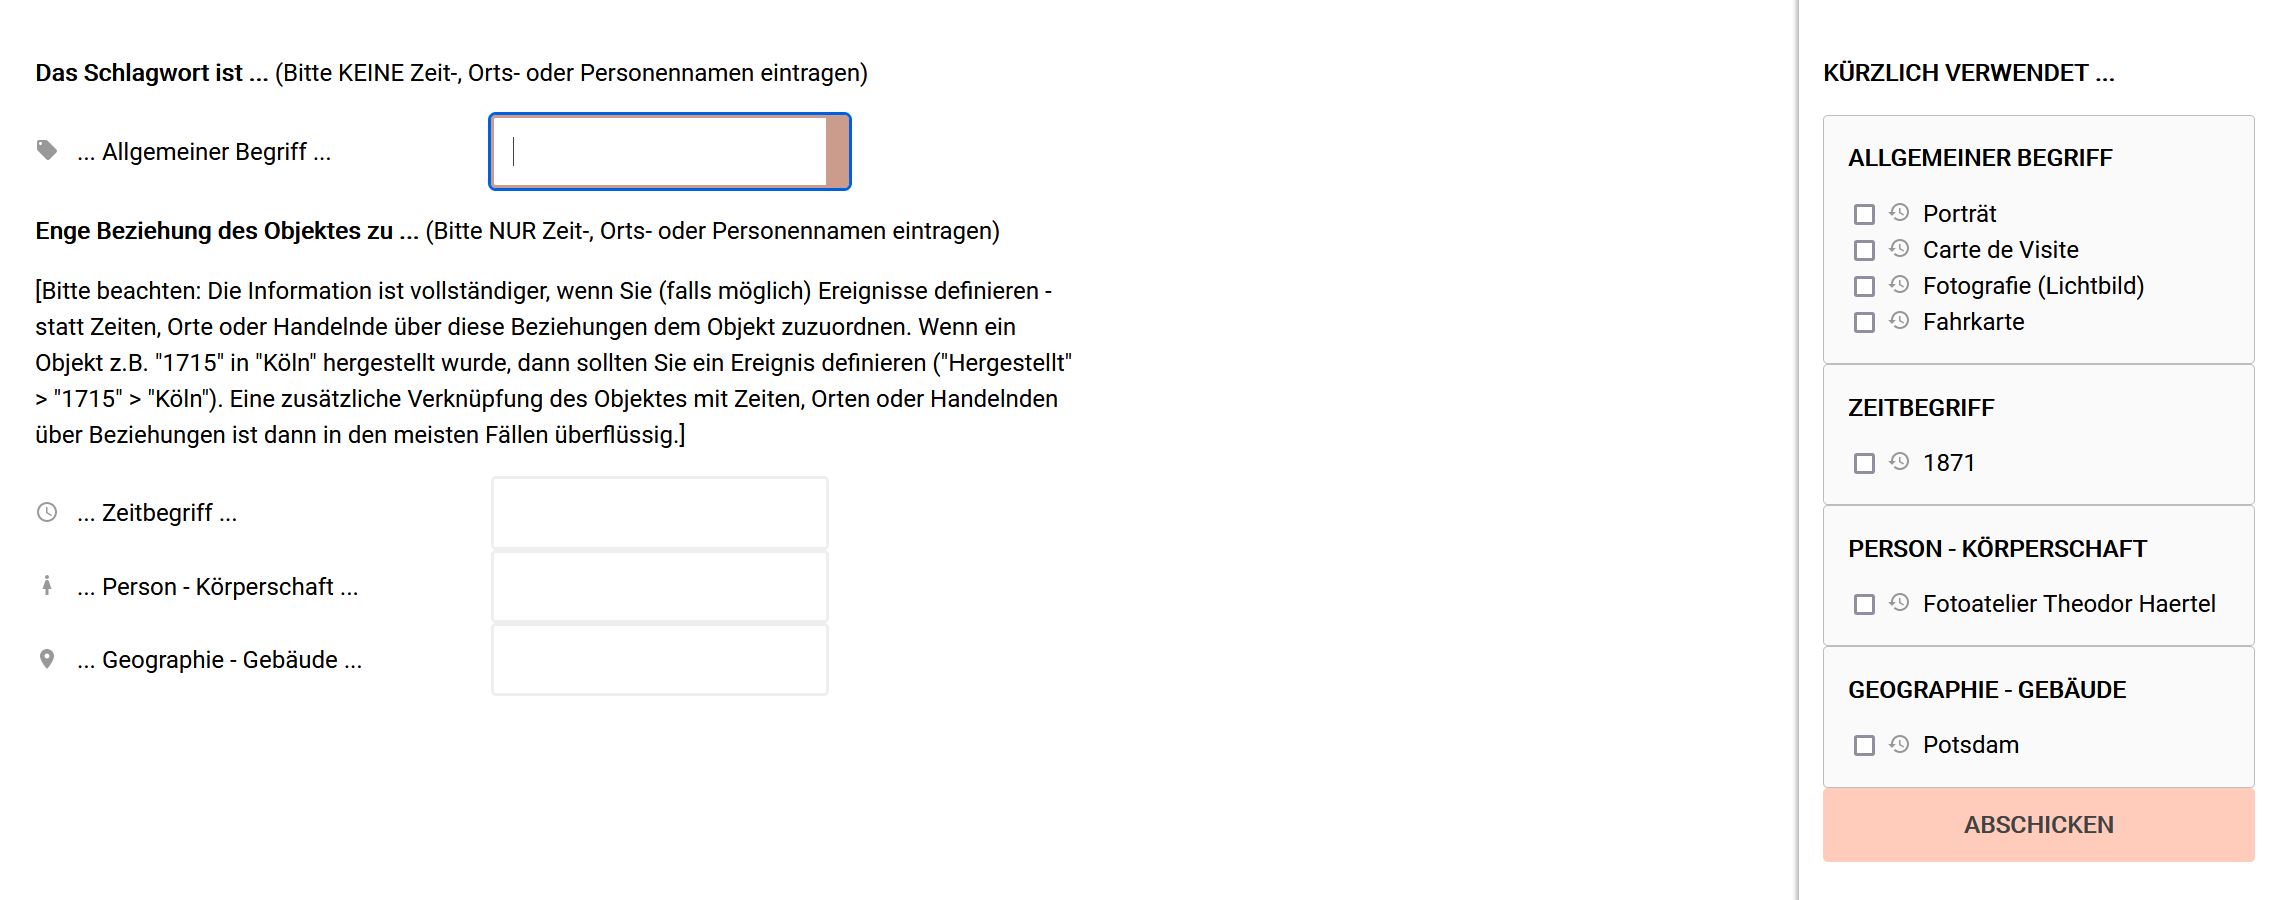 Das Schlagwort ist ... (Bitte KEINE Zeit-, Orts- oder Personennamen eintragen)
... Allgemeiner Begriff ...
Enge Beziehung des Objektes zu ... (Bitte NUR Zeit-, Orts- oder Personennamen eintragen)
[Bitte beachten: Die Information ist vollständiger, wenn Sie (falls möglich) Ereignisse definieren -
statt Zeiten, Orte oder Handelnde über diese Beziehungen dem Objekt zuzuordnen. Wenn ein
Objekt z.B. "1715" in "Köln" hergestellt wurde, dann sollten Sie ein Ereignis definieren ("Hergestellt"
> "1715" > "Köln"). Eine zusätzliche Verknüpfung des Objektes mit Zeiten, Orten oder Handelnden
über Beziehungen ist dann in den meisten Fällen überflüssig.]
... Zeitbegriff ...
... Person - Körperschaft ...
... Geographie - Gebäude ...
KÜRZLICH VERWENDET ...
ALLGEMEINER BEGRIFF
Porträt
Carte de Visite
Fotografie (Lichtbild)
Fahrkarte
ZEITBEGRIFF
1871
PERSON - KÖRPERSCHAFT
Fotoatelier Theodor Haertel
GEOGRAPHIE - GEBÄUDE
Potsdam
ABSCHICKEN